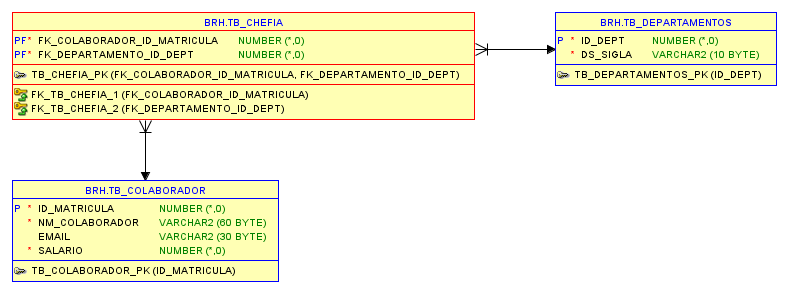 BRH.TB_CHEFIA
PF* FK_COLABORADOR_ID_MATRICULA NUMBER (*,0)
PF* FK_DEPARTAMENTO_ID_DEPT NUMBER (*,0)
TB_CHEFIA_PK (FK_COLABORADOR_ID_MATRICULA, FK_DEPARTAMENTO_ID_DEPT)
FK_TB_CHEFIA_1 (FK_COLABORADOR_ID_MATRICULA)
FK_TB_CHEFIA_2 (FK_DEPARTAMENTO_ID_DEPT)
BRH.TB_DEPARTAMENTOS
P * ID_DEPT NUMBER (*,0)
* DS_SIGLA VARCHAR2 (10 BYTE)
TB_DEPARTAMENTOS_PK (ID_DEPT)
BRH.TB_COLABORADOR
P * ID_MATRICULA NUMBER (*,0)
* NM_COLABORADOR VARCHAR2 (60 BYTE)
EMAIL VARCHAR2 (30 BYTE)
* SALARIO NUMBER (*,0)
TB_COLABORADOR_PK (ID_MATRICULA)